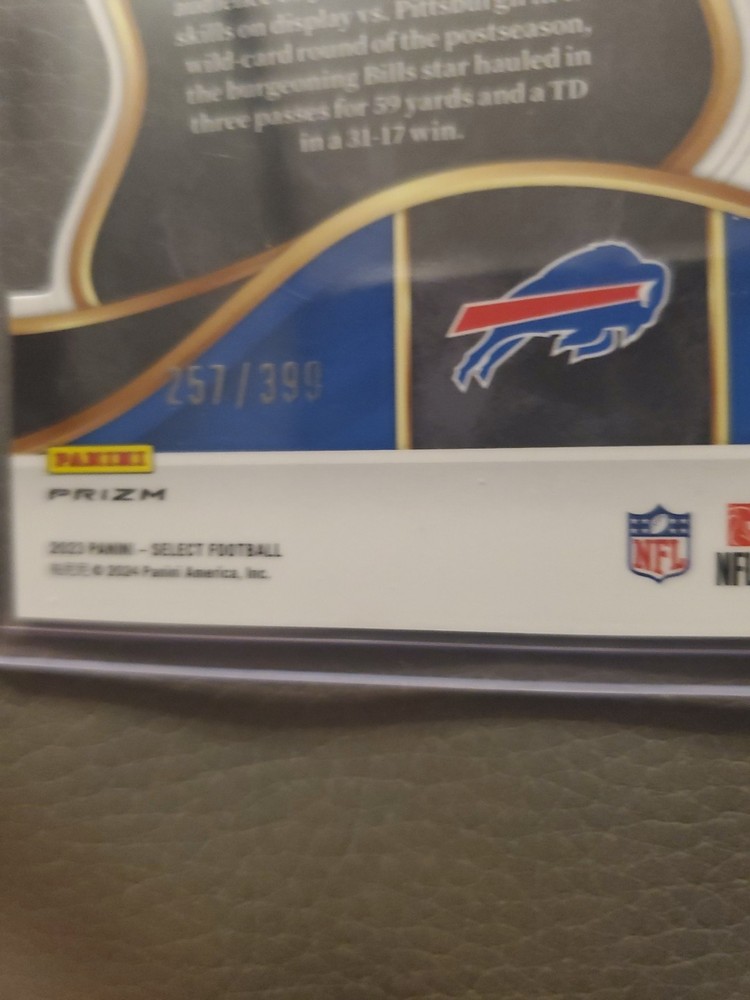 skills on display vs. Pittsburgh
wild-card round of the postseason,
the burgeoning Bills star hauled in
three passes for 59 yards and a TD
in a 31-17 win.
257/399
PANINI
PRIZM
2023 PANINI – SELECT FOOTBALL
© 2024 Panini America, Inc.
NFL
NFL